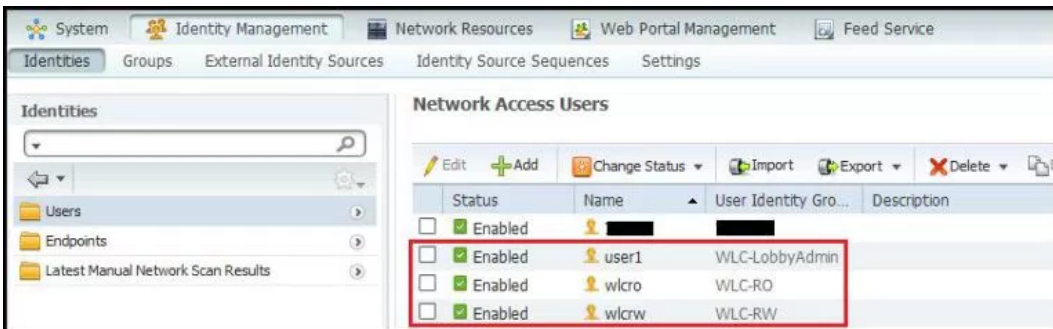 System Identity Management Network Resources Web Portal Management Feed Service
Identities Groups External Identity Sources Identity Source Sequences Settings
Identities
Users
Endpoints
Latest Manual Network Scan Results
Network Access Users
Edit Add Change Status Import Export Delete
Status Name User Identity Gro... Description
Enabled
Enabled user1 WLC-LobbyAdmin
Enabled wlcro WLC-RO
Enabled wlcrw WLC-RW